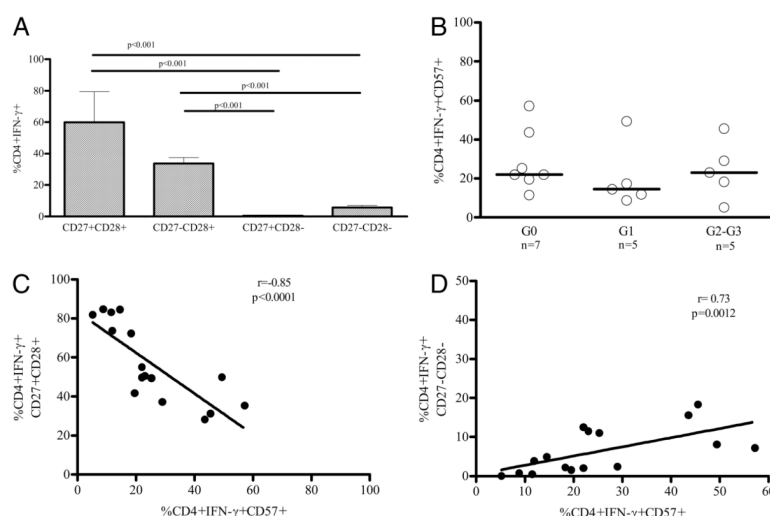 A
p<0.001
p<0.001
p<0.001
p<0.001
%CD4+IFN-γ+
100
80
60
40
20
0
CD27+CD28+ CD27-CD28+ CD27+CD28- CD27-CD28-
B
%CD4+IFN-γ+CD57+
100
80
60
40
20
0
G0 G1 G2-G3
n=7 n=5 n=5
C
r=-0.85
p<0.0001
%CD4+IFN-γ+
CD27+CD28+
100
80
60
40
20
0
0 20 40 60 80 100
%CD4+IFN-γ+CD57+
D
r= 0.73
p=0.0012
%CD4+IFN-γ+
CD27-CD28-
50
40
30
20
10
0
0 10 20 30 40 50 60
%CD4+IFN-γ+CD57+